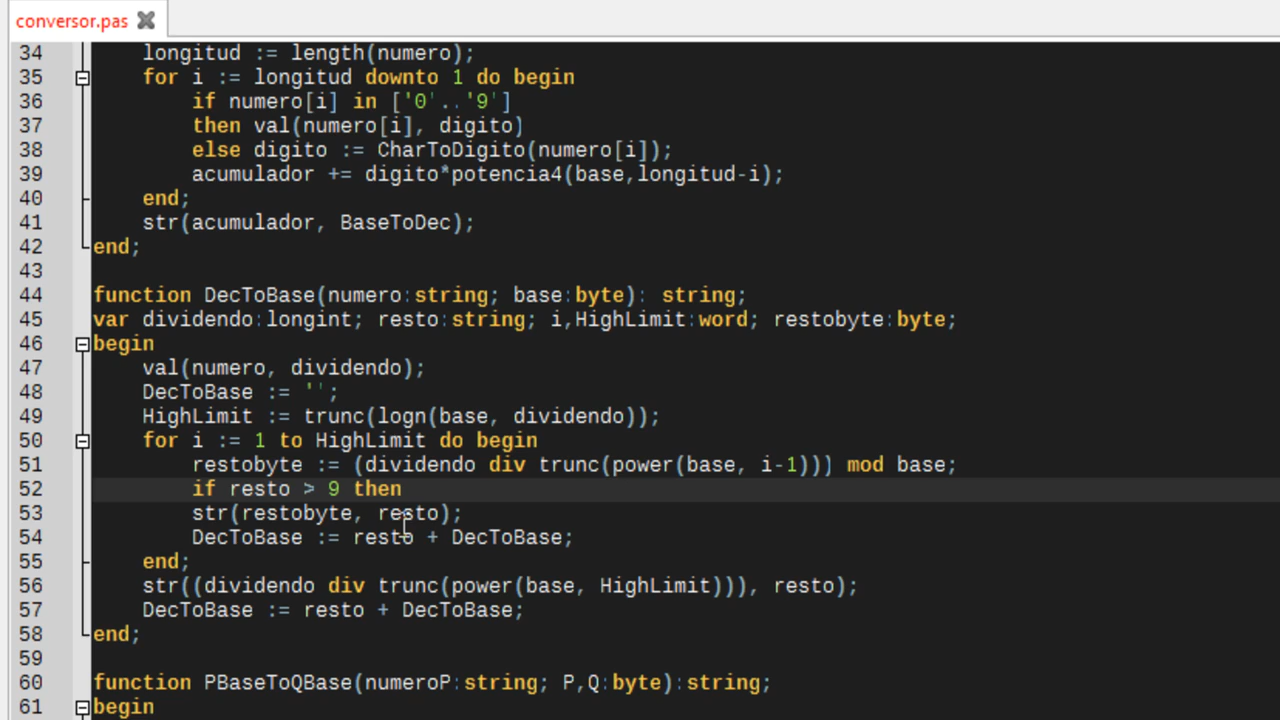 conversor.pas
34 longitud := length(numero);
35 for i := longitud downto 1 do begin
36 if numero[i] in ['0'..'9']
37 then val(numero[i], digito)
38 else digito := CharToDigito(numero[i]);
39 acumulador += digito*potencia4(base,longitud-i);
40 end;
41 str(acumulador, BaseToDec);
42 end;
43
44 function DecToBase(numero:string; base:byte): string;
45 var dividendo:longint; resto:string; i,HighLimit:word; restobyte:byte;
46 begin
47 val(numero, dividendo);
48 DecToBase := '';
49 HighLimit := trunc(logn(base, dividendo));
50 for i := 1 to HighLimit do begin
51 restobyte := (dividendo div trunc(power(base, i-1))) mod base;
52 if resto > 9 then
53 str(restobyte, resto);
54 DecToBase := resto + DecToBase;
55 end;
56 str((dividendo div trunc(power(base, HighLimit))), resto);
57 DecToBase := resto + DecToBase;
58 end;
59
60 function PBaseToQBase(numeroP:string; P,Q:byte):string;
61 begin